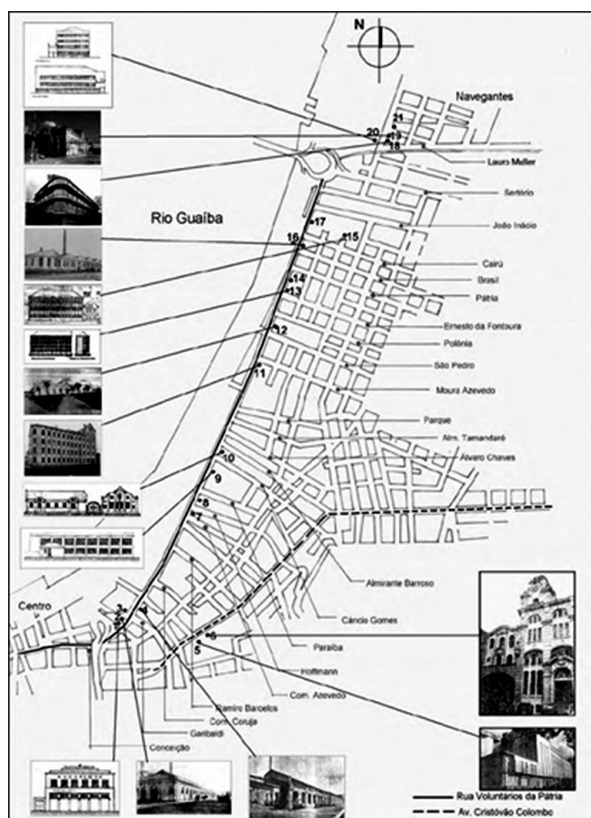 N
Navegantes
21
20
19
18
Lauro Müller
Sertório
Rio Guaíba
17
João Inácio
16
15
Cairú
14
Brasil
13
Pátria
12
Ernesto da Fontoura
Polônia
11
São Pedro
Moura Azevedo
Parque
Alm. Tamandaré
10
Álvaro Chaves
9
8
7
Almirante Barroso
Centro
3
4
Câncio Gomes
6
5
Paraíba
Hoffmann
Com. Azevedo
Ramiro Barcelos
Com. Coruja
Garibaldi
Conceição
Rua Voluntários da Pátria
Av. Cristóvão Colombo